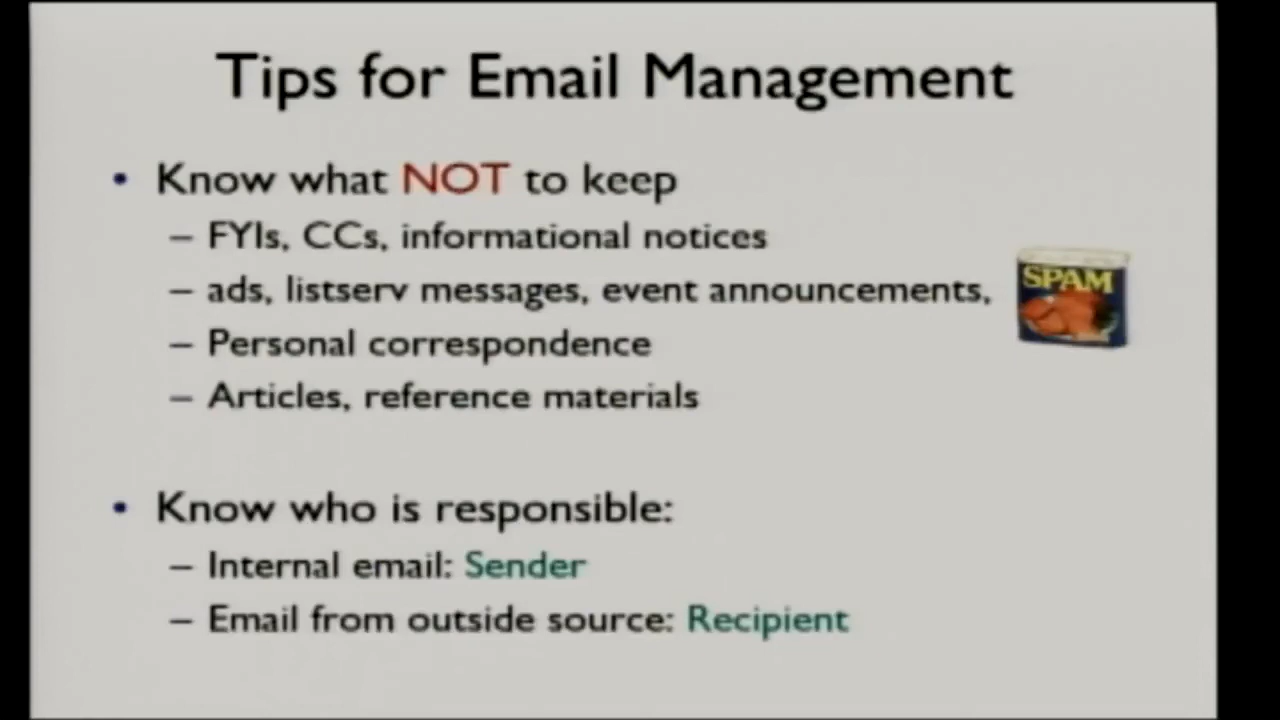 Tips for Email Management
• Know what NOT to keep
– FYIs, CCs, informational notices
– ads, listserv messages, event announcements,
SPAM
– Personal correspondence
– Articles, reference materials
• Know who is responsible:
– Internal email: Sender
– Email from outside source: Recipient